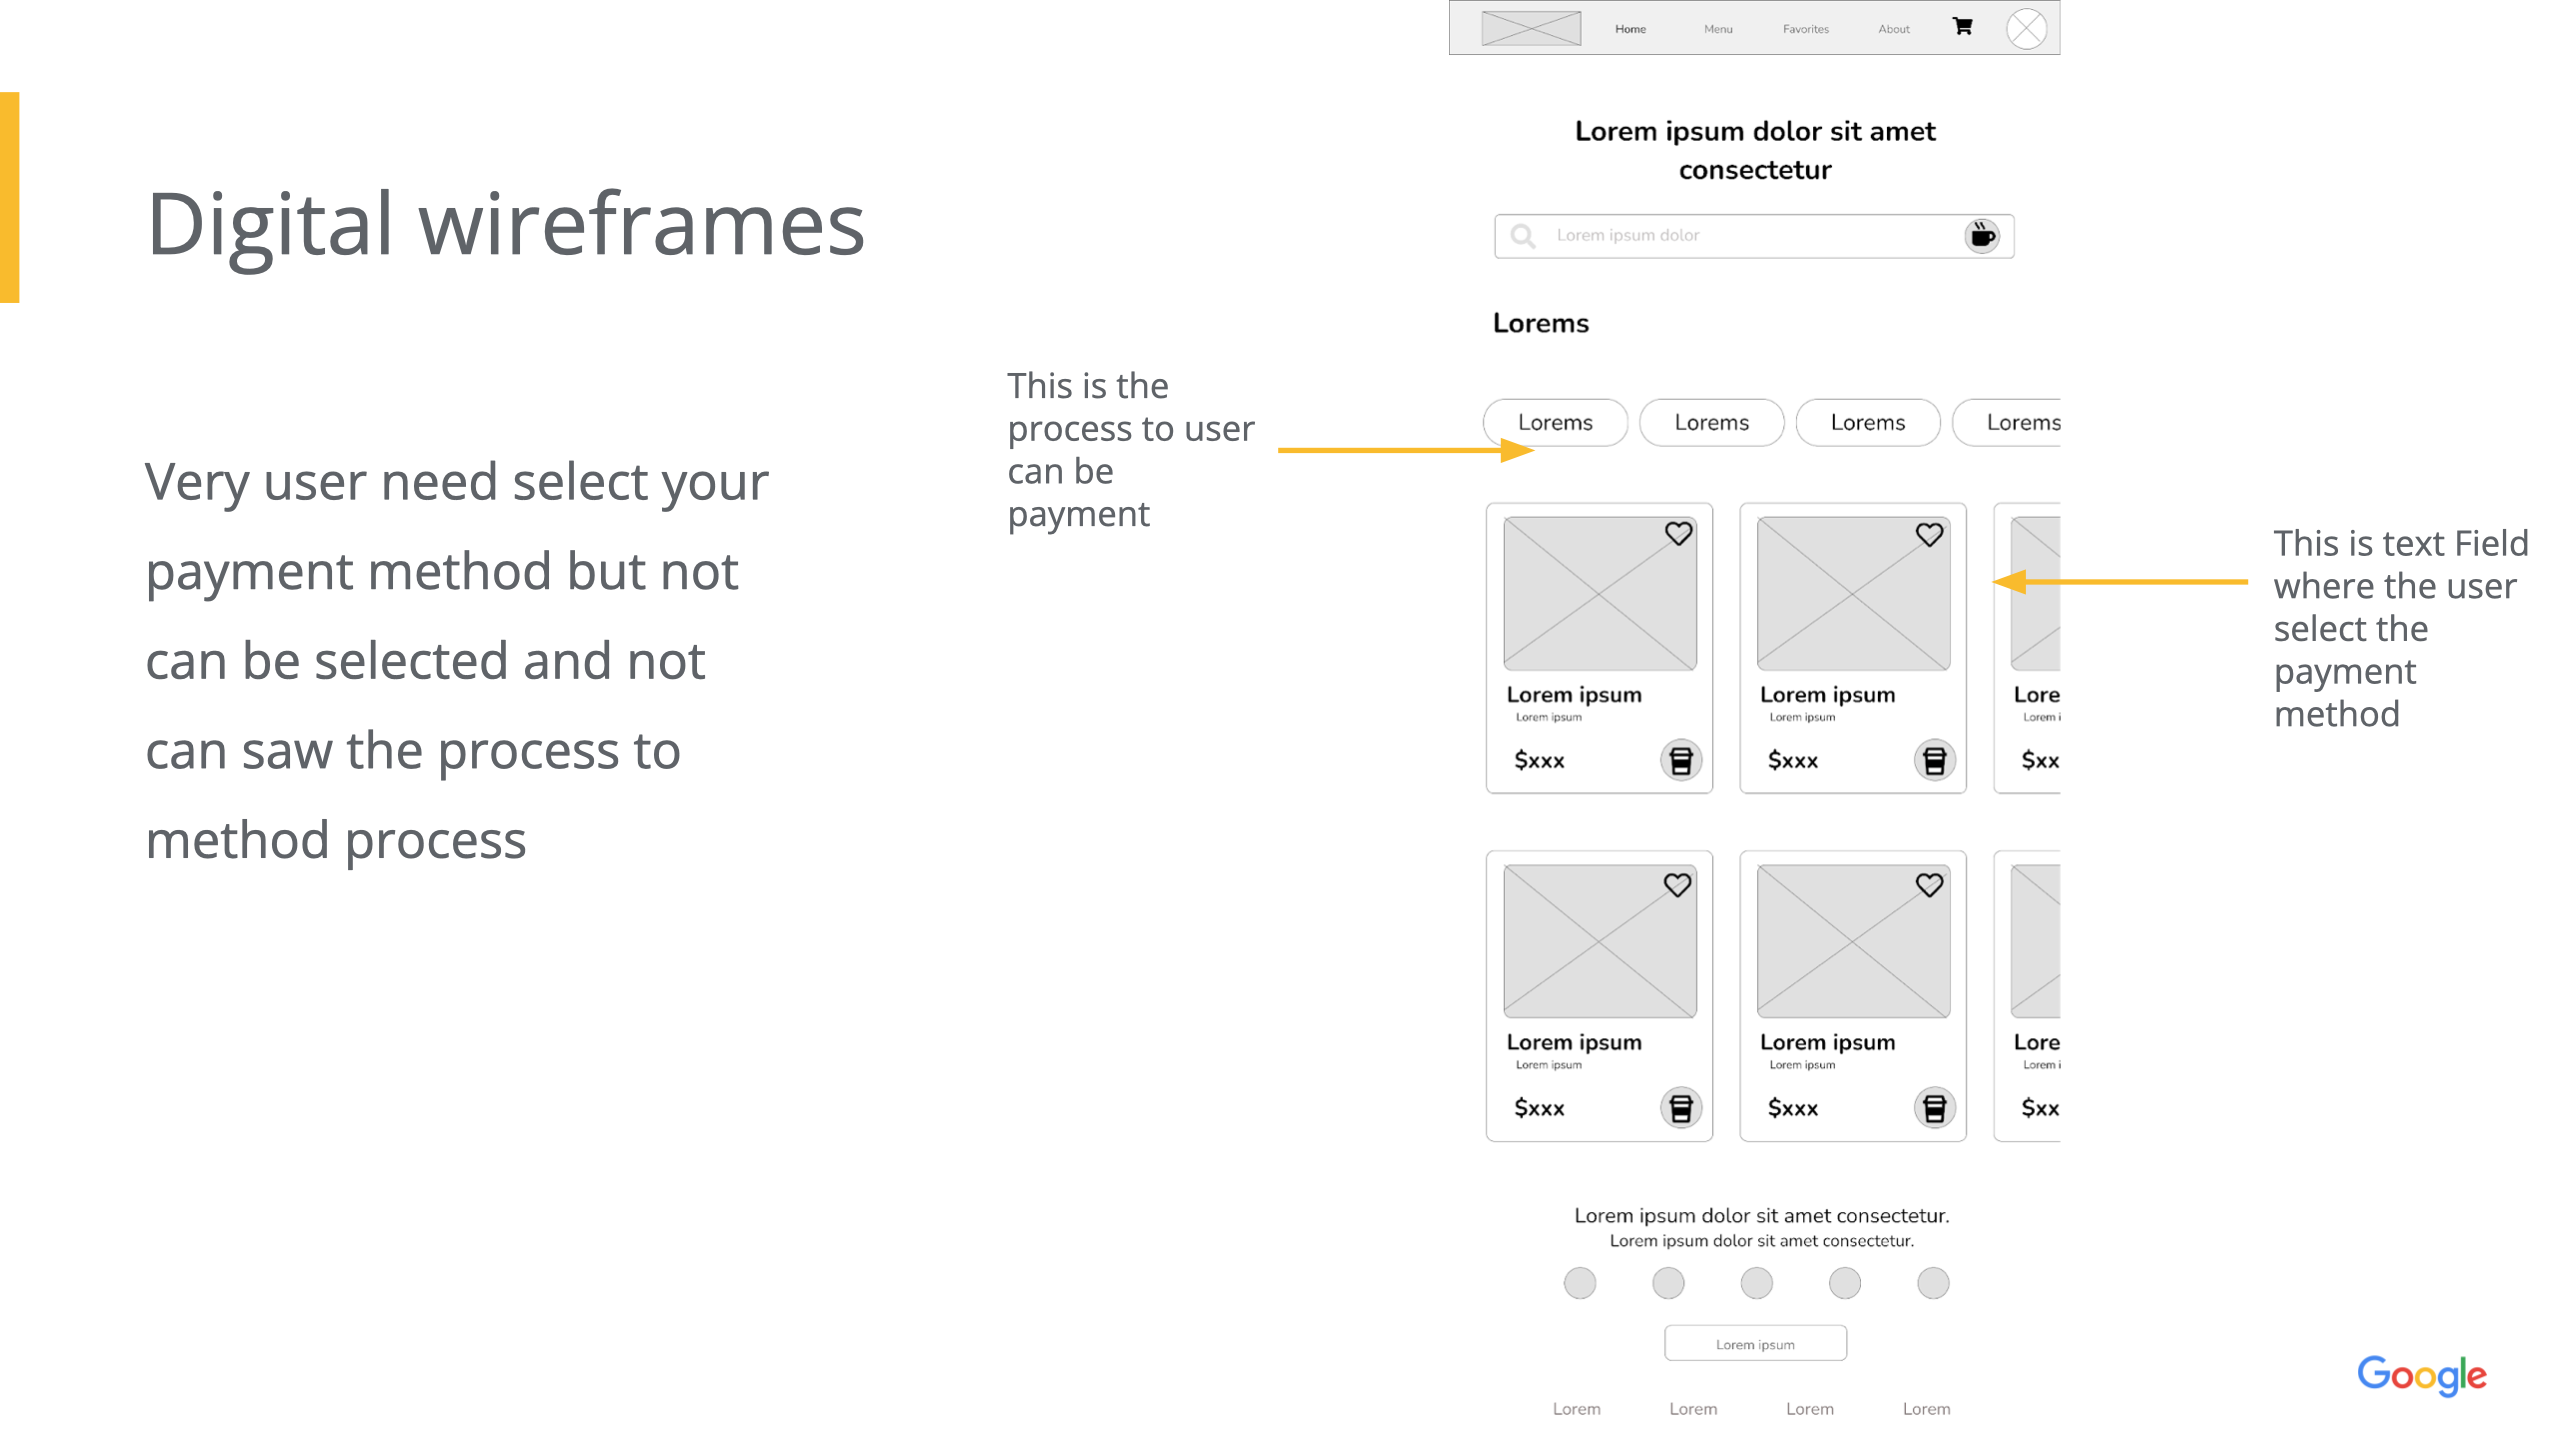 Digital wireframes
Very user need select your
payment method but not
can be selected and not
can saw the process to
method process
This is the
process to user
can be
payment
Home Menu Favorites About
Lorem ipsum dolor sit amet
consectetur
Lorem ipsum dolor
Lorems
Lorems Lorems Lorems Lorems
Lorem ipsum Lorem ipsum Lore
Lorem ipsum Lorem ipsum Lorem i
$xxx $xxx $xx
Lorem ipsum Lorem ipsum Lore
Lorem ipsum Lorem ipsum Lorem i
$xxx $xxx $xx
Lorem ipsum dolor sit amet consectetur.
Lorem ipsum dolor sit amet consectetur.
Lorem ipsum
Lorem Lorem Lorem Lorem
This is text Field
where the user
select the
payment
method
Google